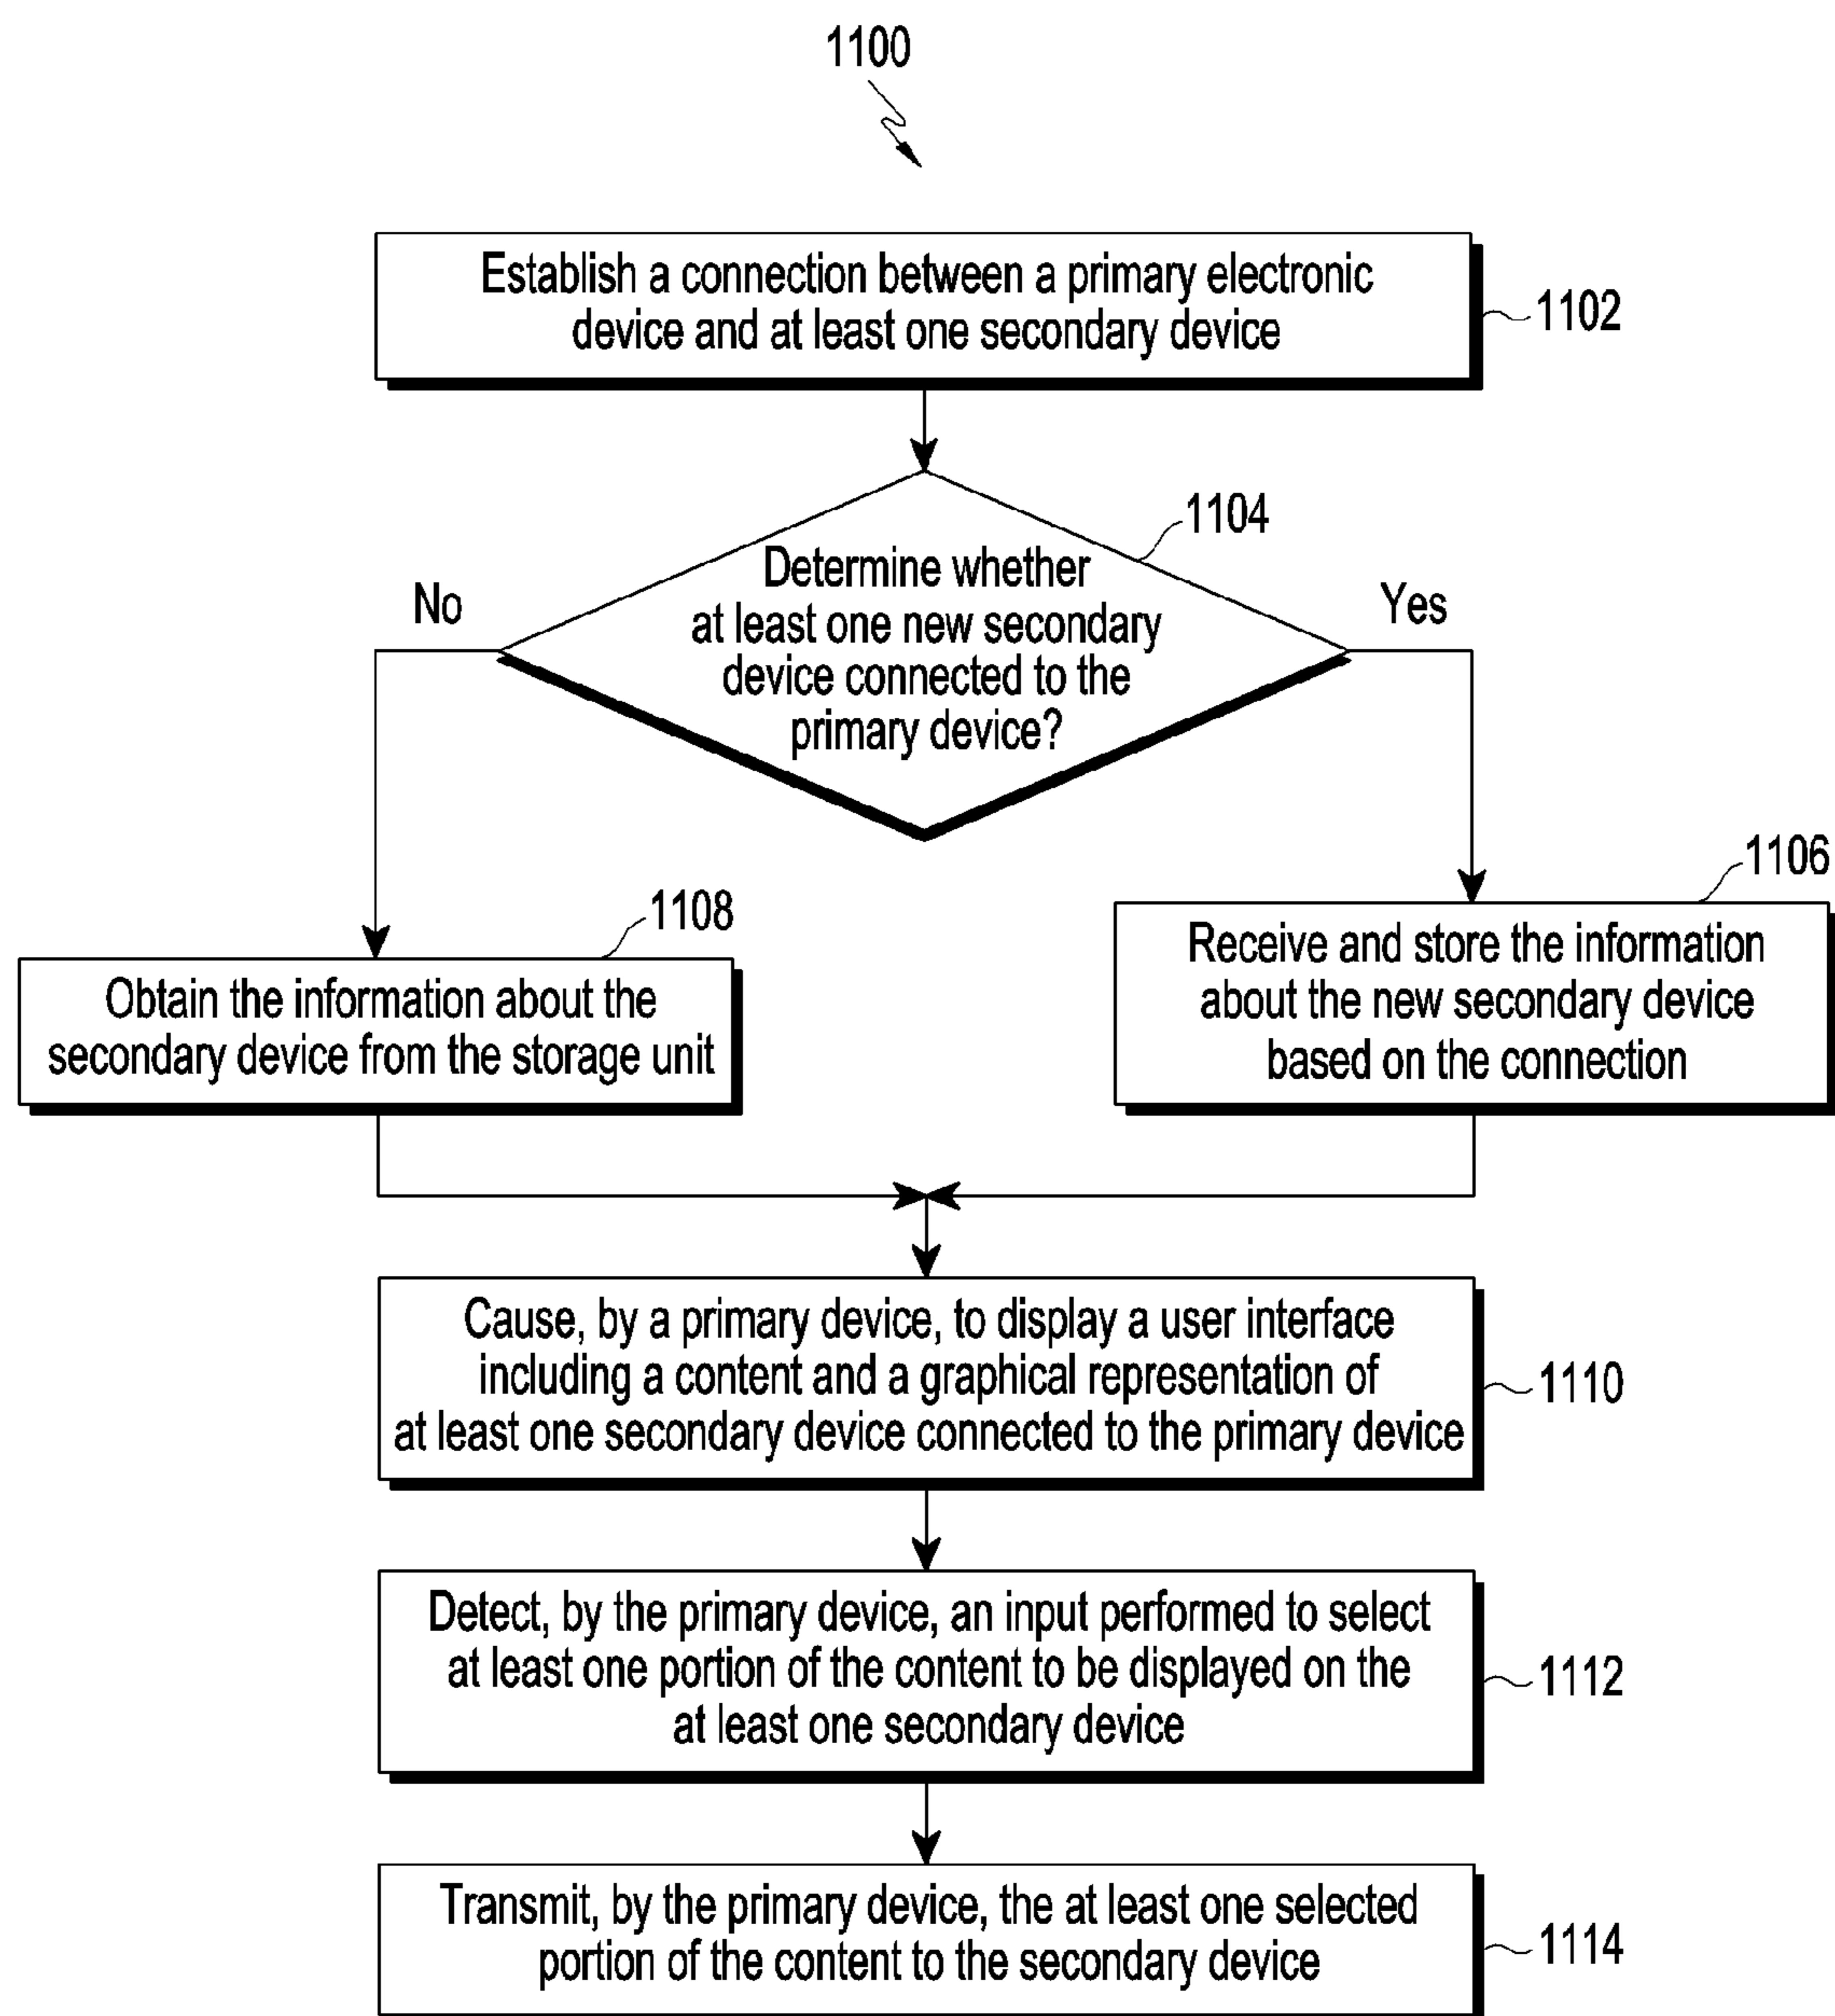 1100
Establish a connection between a primary electronic
device and at least one secondary device
1102
1104
Determine whether
at least one new secondary
device connected to the
primary device?
No
Yes
1106
Receive and store the information
about the new secondary device
based on the connection
1108
Obtain the information about the
secondary device from the storage unit
Cause, by a primary device, to display a user interface
including a content and a graphical representation of
at least one secondary device connected to the primary device
1110
Detect, by the primary device, an input performed to select
at least one portion of the content to be displayed on the
at least one secondary device
1112
Transmit, by the primary device, the at least one selected
portion of the content to the secondary device
1114